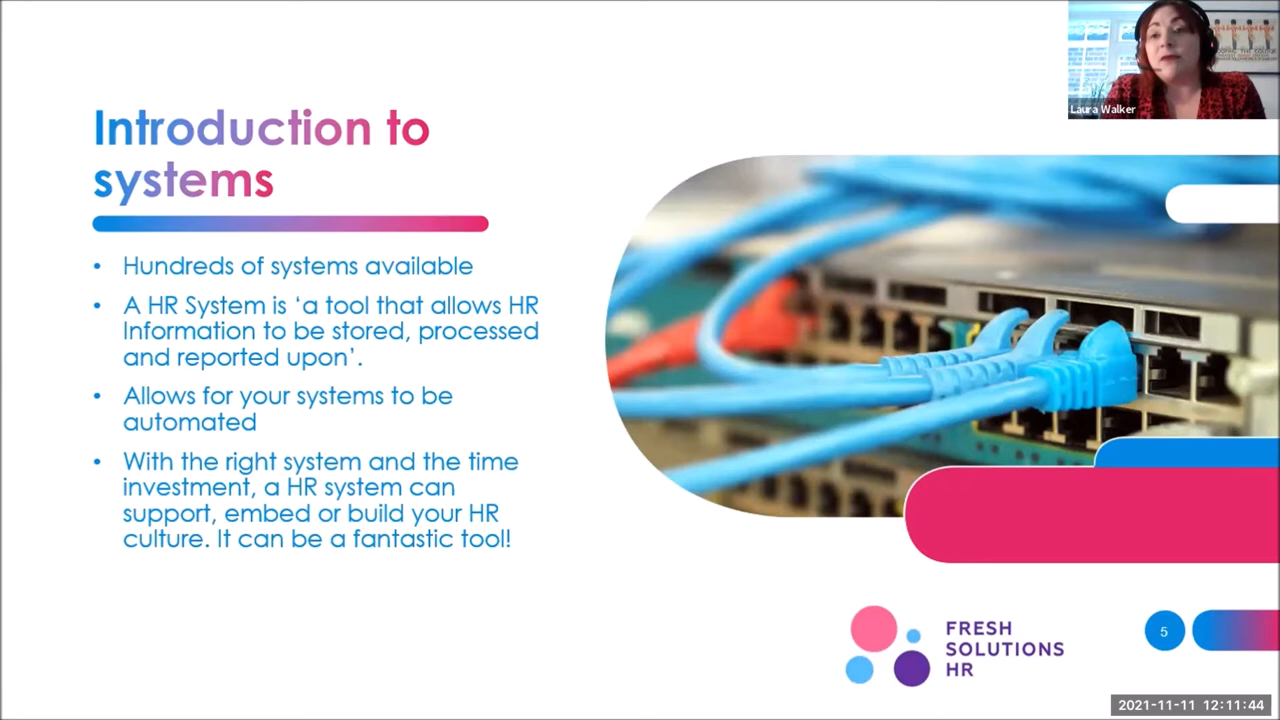 Laura Walker
Introduction to
systems
• Hundreds of systems available
• A HR System is ‘a tool that allows HR
Information to be stored, processed
and reported upon’.
• Allows for your systems to be
automated
• With the right system and the time
investment, a HR system can
support, embed or build your HR
culture. It can be a fantastic tool!
FRESH
SOLUTIONS
HR
5
2021-11-11 12:11:44